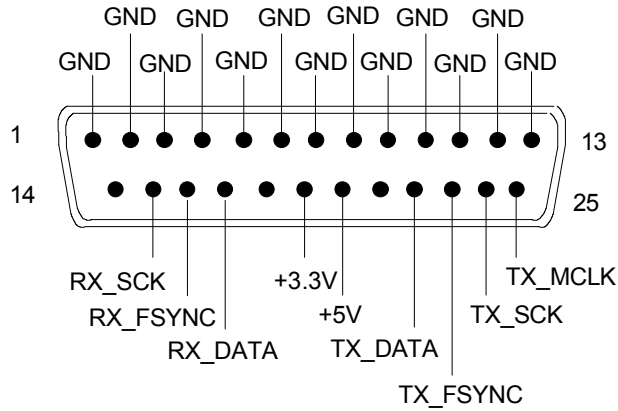 GND GND GND GND GND GND
GND GND GND GND GND GND GND
1 13
14 25
RX_SCK +3.3V TX_MCLK
RX_FSYNC +5V TX_SCK
RX_DATA TX_DATA
TX_FSYNC